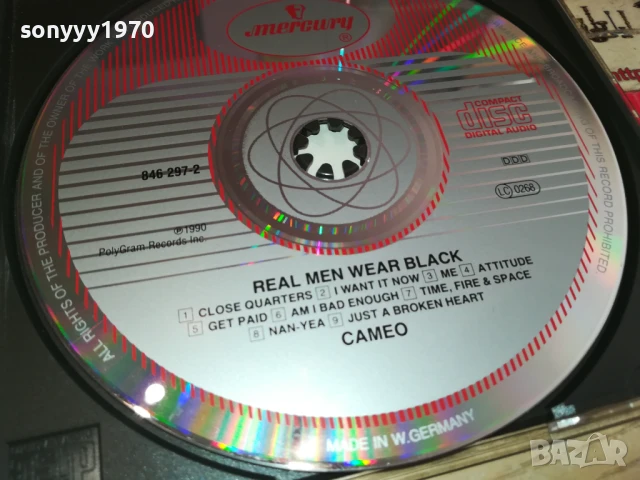 sonyyy1970
mercury
®
846 297-2
℗1990
PolyGram Records Inc.
COMPACT
disc
DIGITAL AUDIO
DDD
LC 0268
REAL MEN WEAR BLACK
1 CLOSE QUARTERS 2 I WANT IT NOW 3 ME 4 ATTITUDE
5 GET PAID 6 AM I BAD ENOUGH 7 TIME, FIRE & SPACE
8 NAN-YEA 9 JUST A BROKEN HEART
CAMEO
ALL RIGHTS OF THE PRODUCER AND OF THE OWNER OF
OF THIS RECORD PROHIBITED
MADE IN W. GERMANY
BAZAR